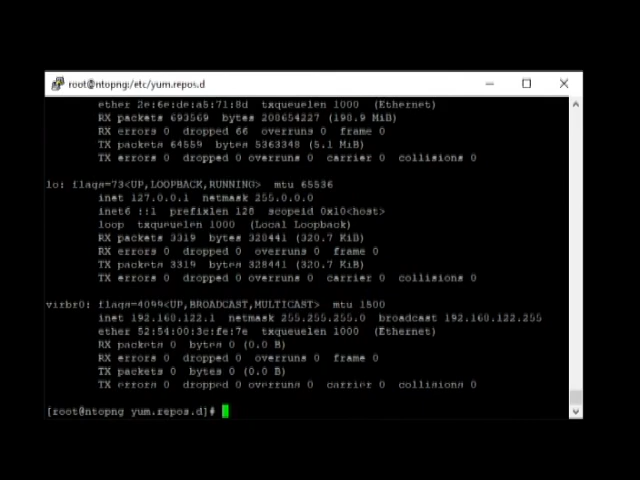 root@ntopng:/etc/yum.repos.d
ether 2e:6e:de:a5:71:8d txqueuelen 1000 (Ethernet)
RX packets 693569 bytes 208654227 (198.9 MiB)
RX errors 0 dropped 66 overruns 0 frame 0
TX packets 64559 bytes 5363348 (5.1 MiB)
TX errors 0 dropped 0 overruns 0 carrier 0 collisions 0
lo: flags=73<UP,LOOPBACK,RUNNING> mtu 65536
inet 127.0.0.1 netmask 255.0.0.0
inet6 ::1 prefixlen 128 scopeid 0x10<host>
loop txqueuelen 1000 (Local Loopback)
RX packets 3319 bytes 328441 (320.7 KiB)
RX errors 0 dropped 0 overruns 0 frame 0
TX packets 3319 bytes 328441 (320.7 KiB)
TX errors 0 dropped 0 overruns 0 carrier 0 collisions 0
virbr0: flags=4099<UP,BROADCAST,MULTICAST> mtu 1500
inet 192.168.122.1 netmask 255.255.255.0 broadcast 192.168.122.255
ether 52:54:00:3c:fe:7e txqueuelen 1000 (Ethernet)
RX packets 0 bytes 0 (0.0 B)
RX errors 0 dropped 0 overruns 0 frame 0
TX packets 0 bytes 0 (0.0 B)
TX errors 0 dropped 0 overruns 0 carrier 0 collisions 0
[root@ntopng yum.repos.d]#